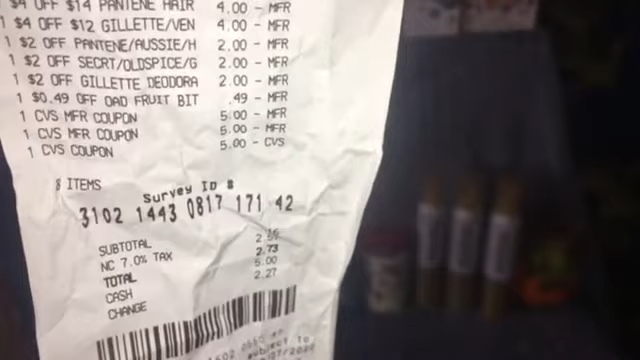 $4 OFF $14 PANTENE HAIR 4.00 - MFR
1 $4 OFF $12 GILLETTE/VEN 4.00 - MFR
1 $2 OFF PANTENE/AUSSIE/H 2.00 - MFR
1 $2 OFF SECRT/OLDSPICE/G 2.00 - MFR
1 $2 OFF GILLETTE DEODORA 2.00 - MFR
1 $0.49 OFF OAD FRUIT BIT .49 - MFR
1 CVS MFR COUPON 5.00 - MFR
1 CVS MFR COUPON 5.00 - MFR
1 CVS COUPON 5.00 - CVS
8 ITEMS
Survey ID #
3102 1443 0817 171 42
SUBTOTAL
NC 7.0% TAX
TOTAL 2.73
CASH 5.00
CHANGE 2.27
subject to